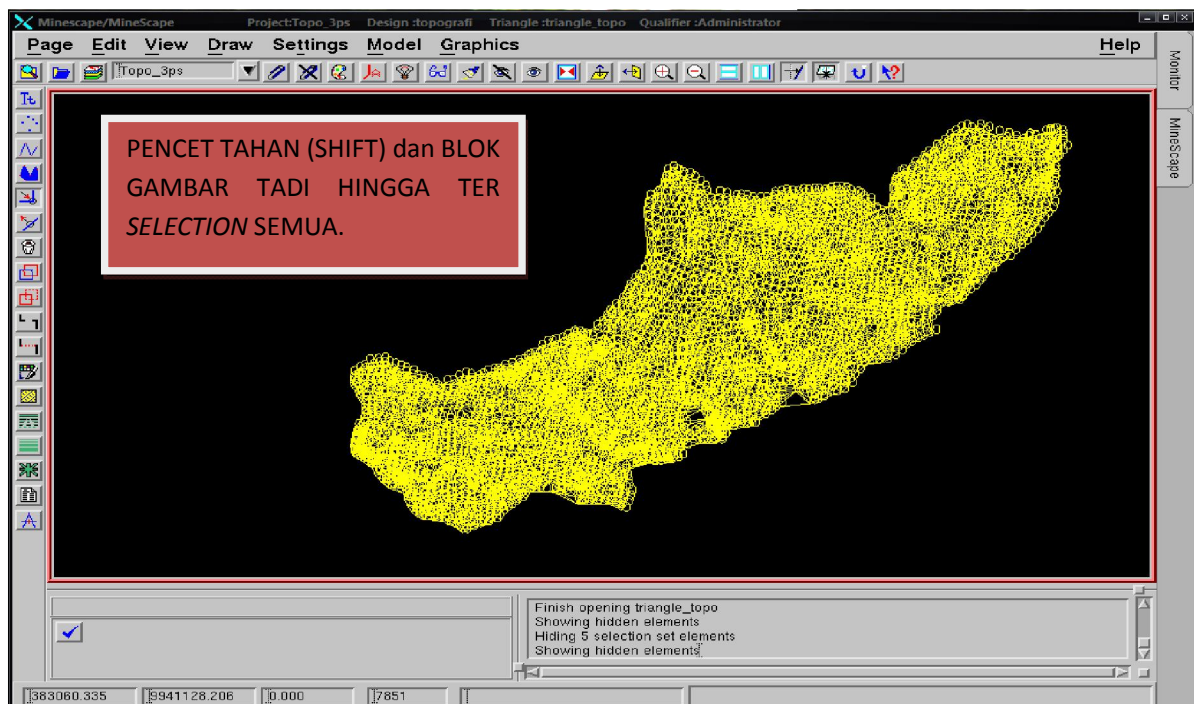 Minescape/MineScape Project:Topo_3ps Design :topografi Triangle :triangle_topo Qualifier :Administrator
Page Edit View Draw Settings Model Graphics Help
Topo_3ps
Monitor
MineScape
PENCET TAHAN (SHIFT) dan BLOK
GAMBAR TADI HINGGA TER
SELECTION SEMUA.
Finish opening triangle_topo
Showing hidden elements
Hiding 5 selection set elements
Showing hidden elements
383060.335 9941128.206 0.000 7851